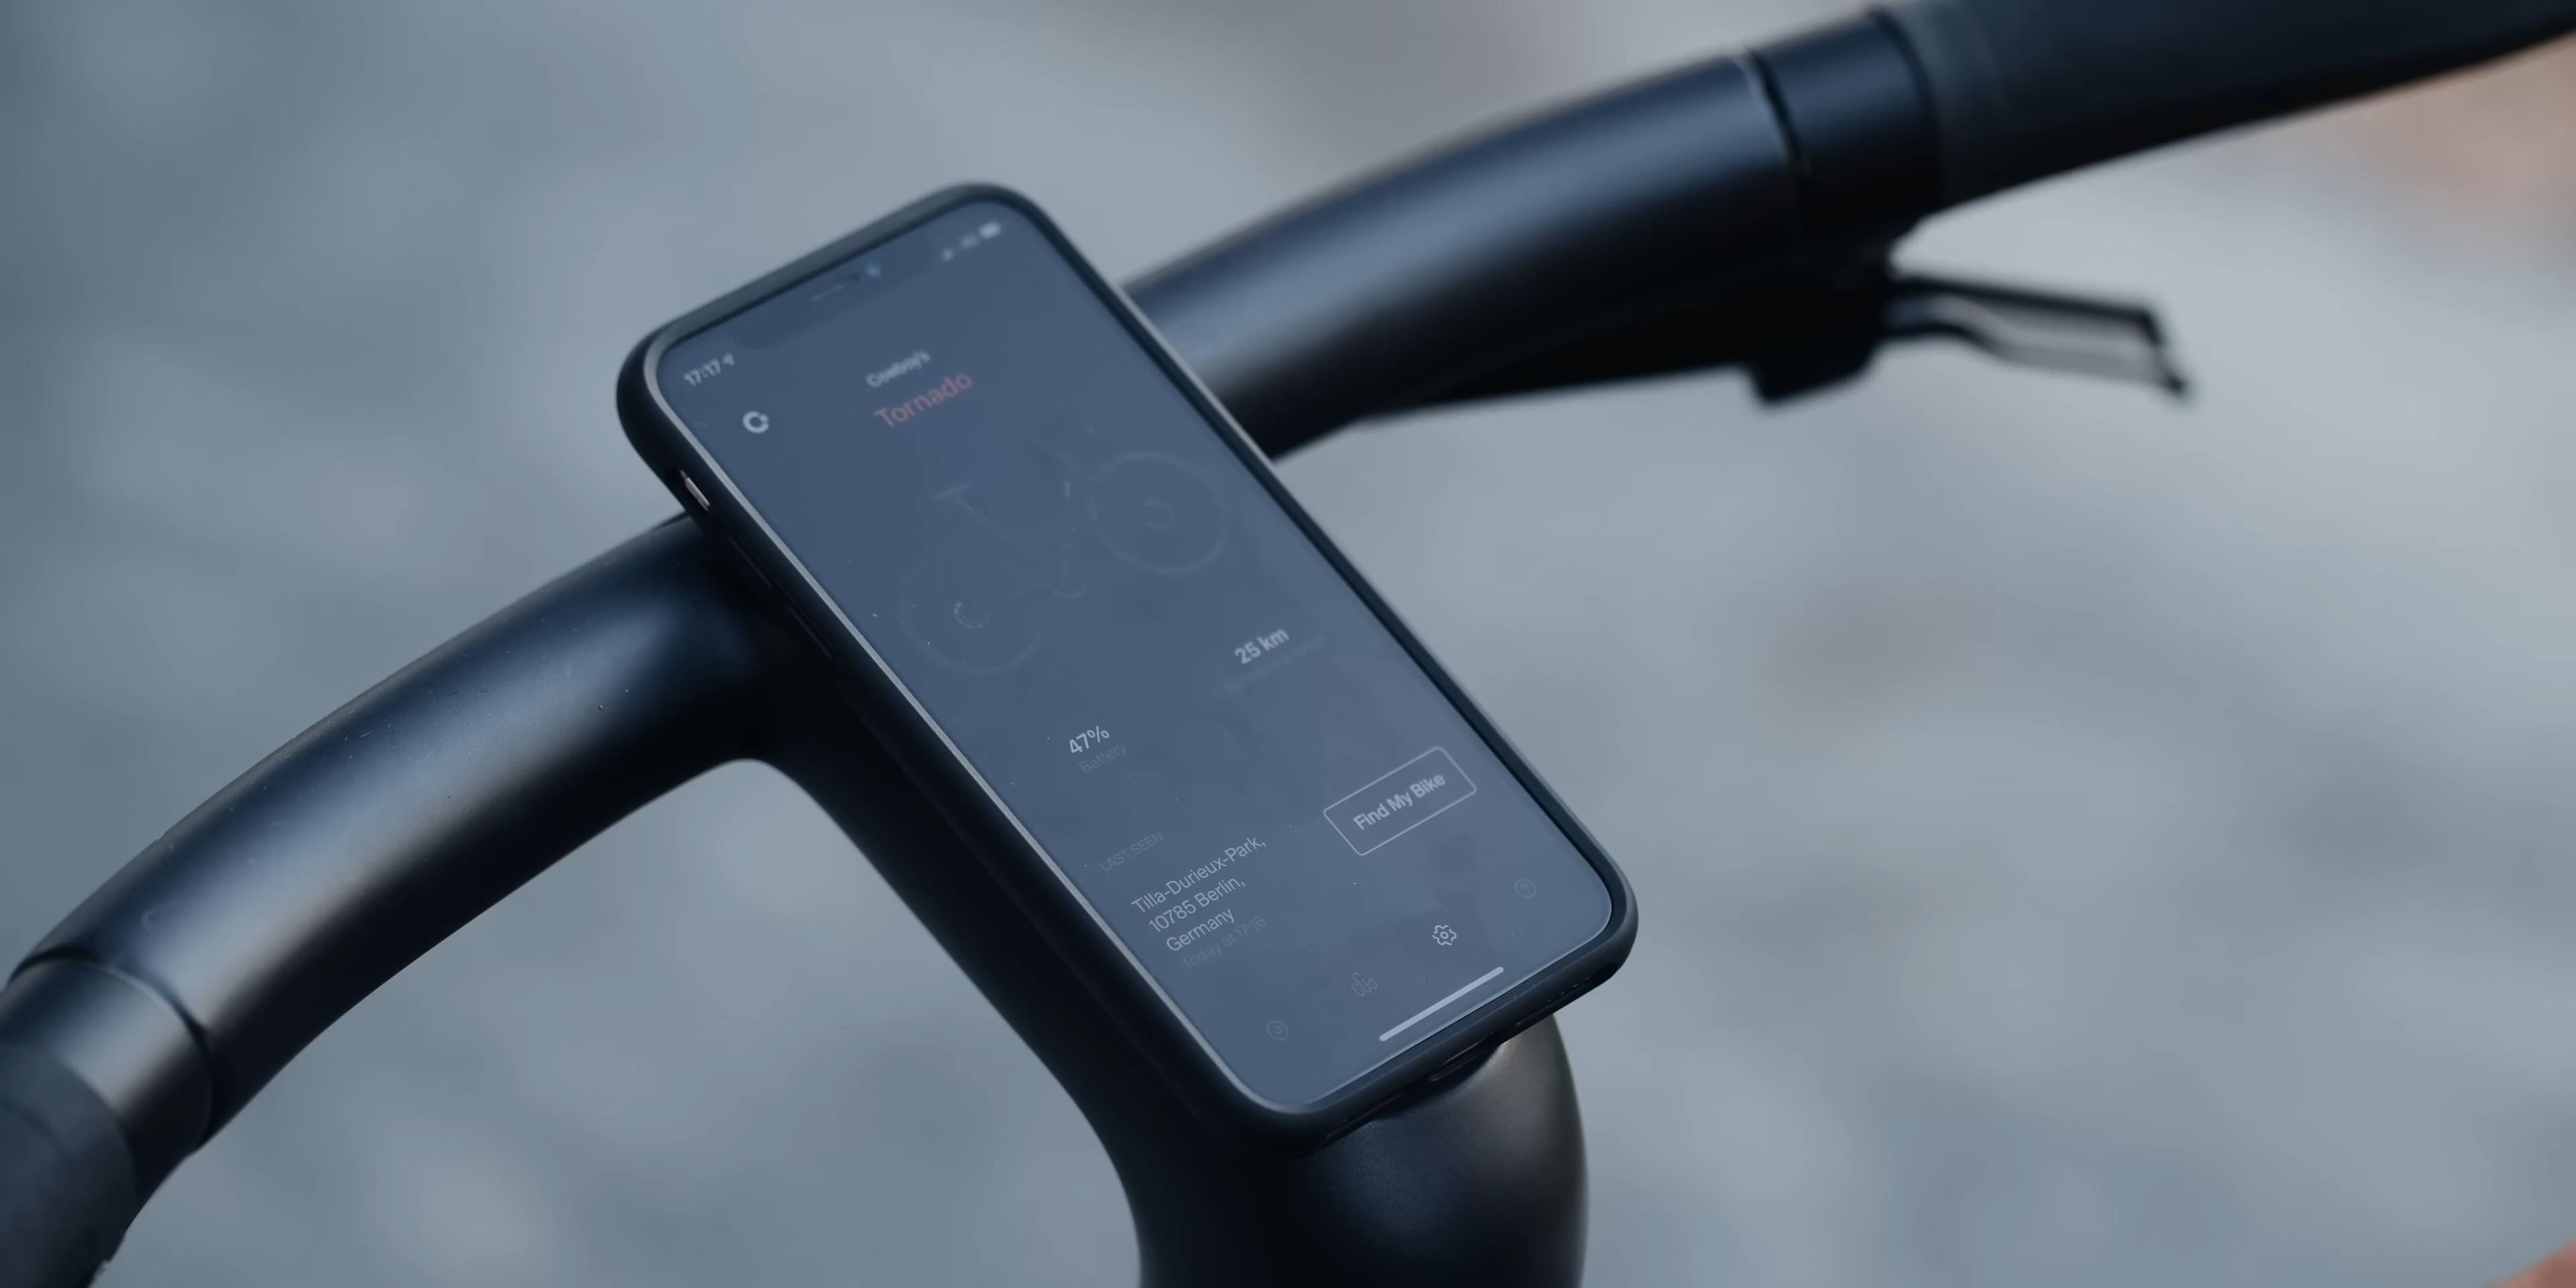 17:17
Cowboy's
Tornado
25 km
47%
Battery
Find My Bike
LAST SEEN
Tilla-Durieux-Park,
10785 Berlin,
Germany
Today at 17:16